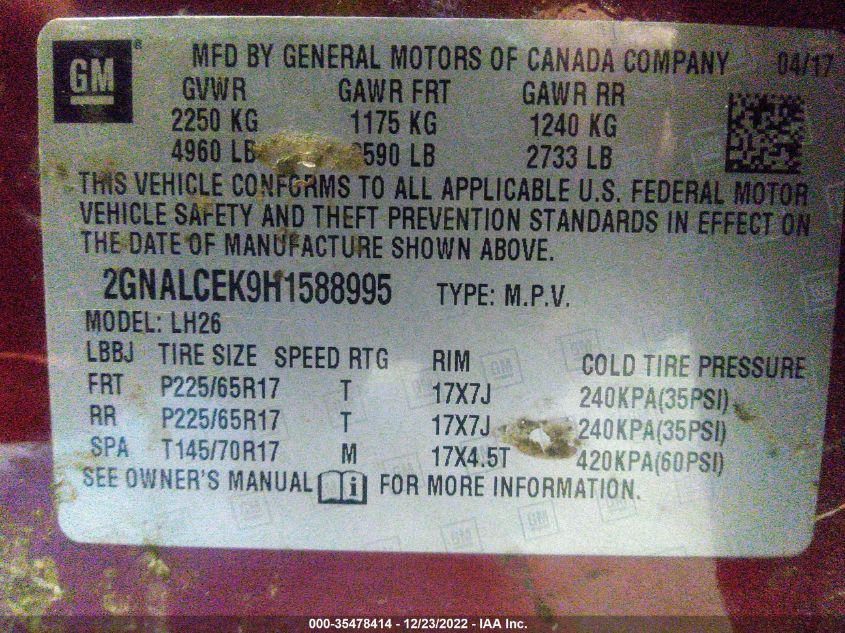 GM ® MFD BY GENERAL MOTORS OF CANADA COMPANY 04/17
GVWR GAWR FRT GAWR RR
2250 KG 1175 KG 1240 KG
4960 LB 590 LB 2733 LB
THIS VEHICLE CONFORMS TO ALL APPLICABLE U.S. FEDERAL MOTOR
VEHICLE SAFETY AND THEFT PREVENTION STANDARDS IN EFFECT ON
THE DATE OF MANUFACTURE SHOWN ABOVE.
2GNALCEK9H1588995 TYPE: M.P.V.
MODEL: LH26
LBBJ TIRE SIZE SPEED RTG RIM COLD TIRE PRESSURE
FRT P225/65R17 T 17X7J 240KPA(35PSI)
RR P225/65R17 T 17X7J 240KPA(35PSI)
SPA T145/70R17 M 17X4.5T 420KPA(60PSI)
SEE OWNER'S MANUAL i FOR MORE INFORMATION.
000-35478414 - 12/23/2022 - IAA Inc.